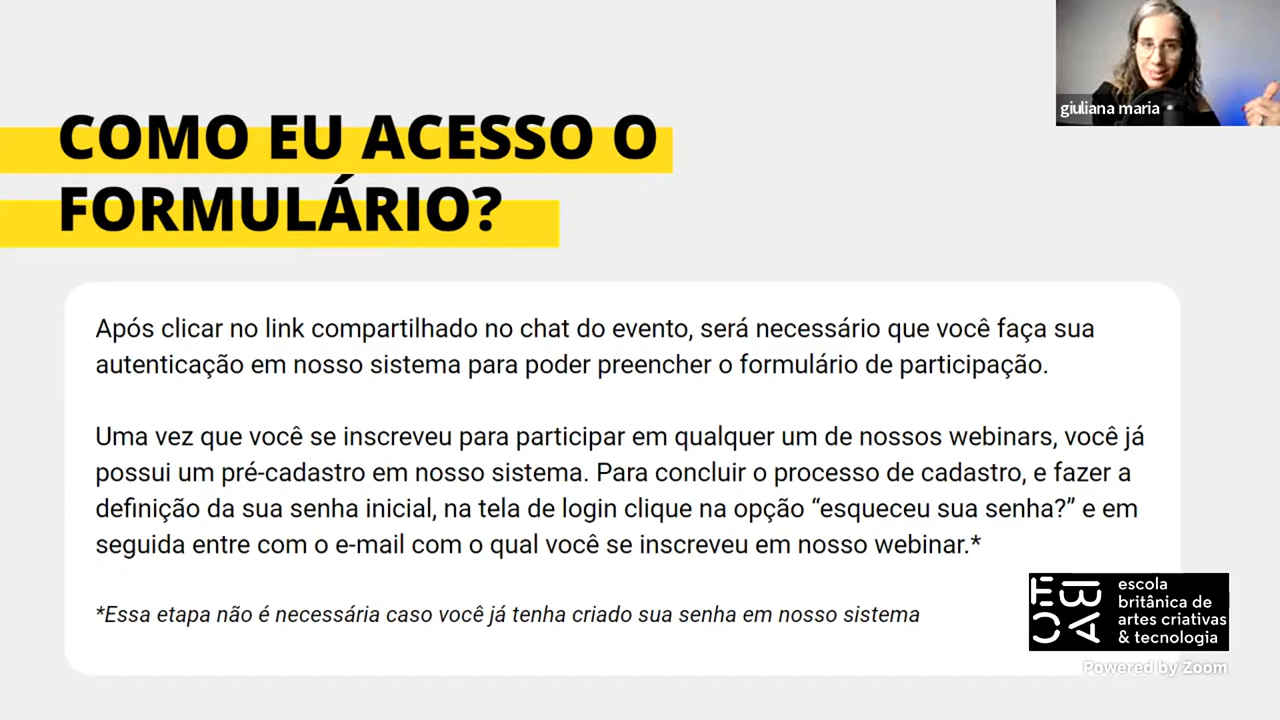 giuliana maria
COMO EU ACESSO O
FORMULÁRIO?
Após clicar no link compartilhado no chat do evento, será necessário que você faça sua
autenticação em nosso sistema para poder preencher o formulário de participação.
Uma vez que você se inscreveu para participar em qualquer um de nossos webinars, você já
possui um pré-cadastro em nosso sistema. Para concluir o processo de cadastro, e fazer a
definição da sua senha inicial, na tela de login clique na opção “esqueceu sua senha?” e em
seguida entre com o e-mail com o qual você se inscreveu em nosso webinar.*
*Essa etapa não é necessária caso você já tenha criado sua senha em nosso sistema
EBAC
escola
britânica de
artes criativas
& tecnologia
Powered by Zoom